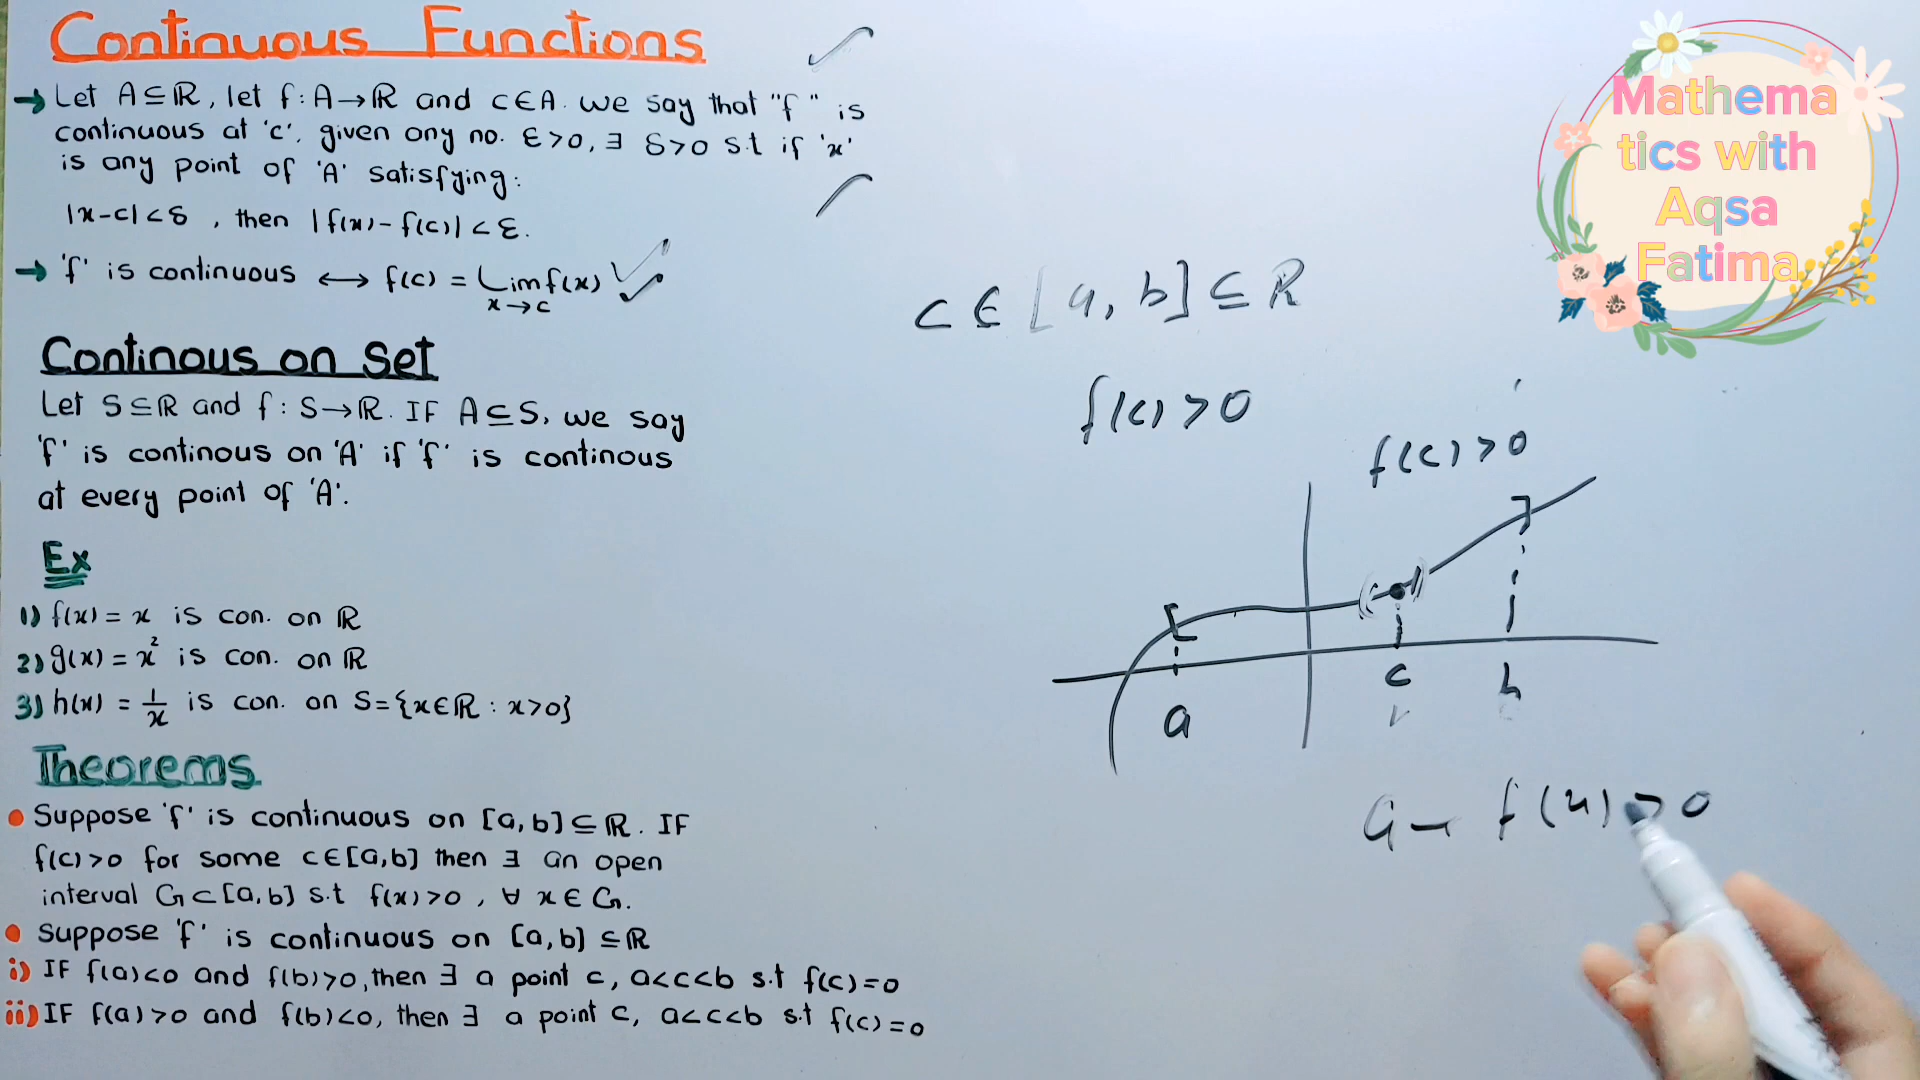 Continuous Functions
→ Let A⊆ℝ, let f:A→ℝ and c∈A. we say that "f" is
continuous at 'c', given any no. ε>0, ∃ δ>0 s.t if 'x'
is any point of 'A' satisfying:
|x-c|<δ , then |f(x)-f(c)|<ε.
→ 'f' is continuous ↔ f(c) = Lim f(x)
x→c
Continous on Set
Let S⊆ℝ and f: S→ℝ. IF A⊆S, we say
'f' is continous on 'A' if 'f' is continous
at every point of 'A'.
Ex
1) f(x) = x is con. on ℝ
2) g(x) = x² is con. on ℝ
3) h(x) = 1/x is con. on S={x∈ℝ : x>0}
Theorems
• Suppose 'f' is continuous on [a,b]⊆ℝ. IF
f(c)>0 for some c∈[a,b] then ∃ an open
interval G⊂[a,b] s.t f(x)>0, ∀ x∈G.
• Suppose 'f' is continuous on [a,b] ⊆ℝ
i) IF f(a)<0 and f(b)>0, then ∃ a point c, a<c<b s.t f(c)=0
ii) IF f(a)>0 and f(b)<0, then ∃ a point c, a<c<b s.t f(c)=0
c ∈ [a, b] ⊆ R
f(c) > 0
f(c) > 0
a
c
b
G f(x) > 0
Mathema
tics with
Aqsa
Fatima